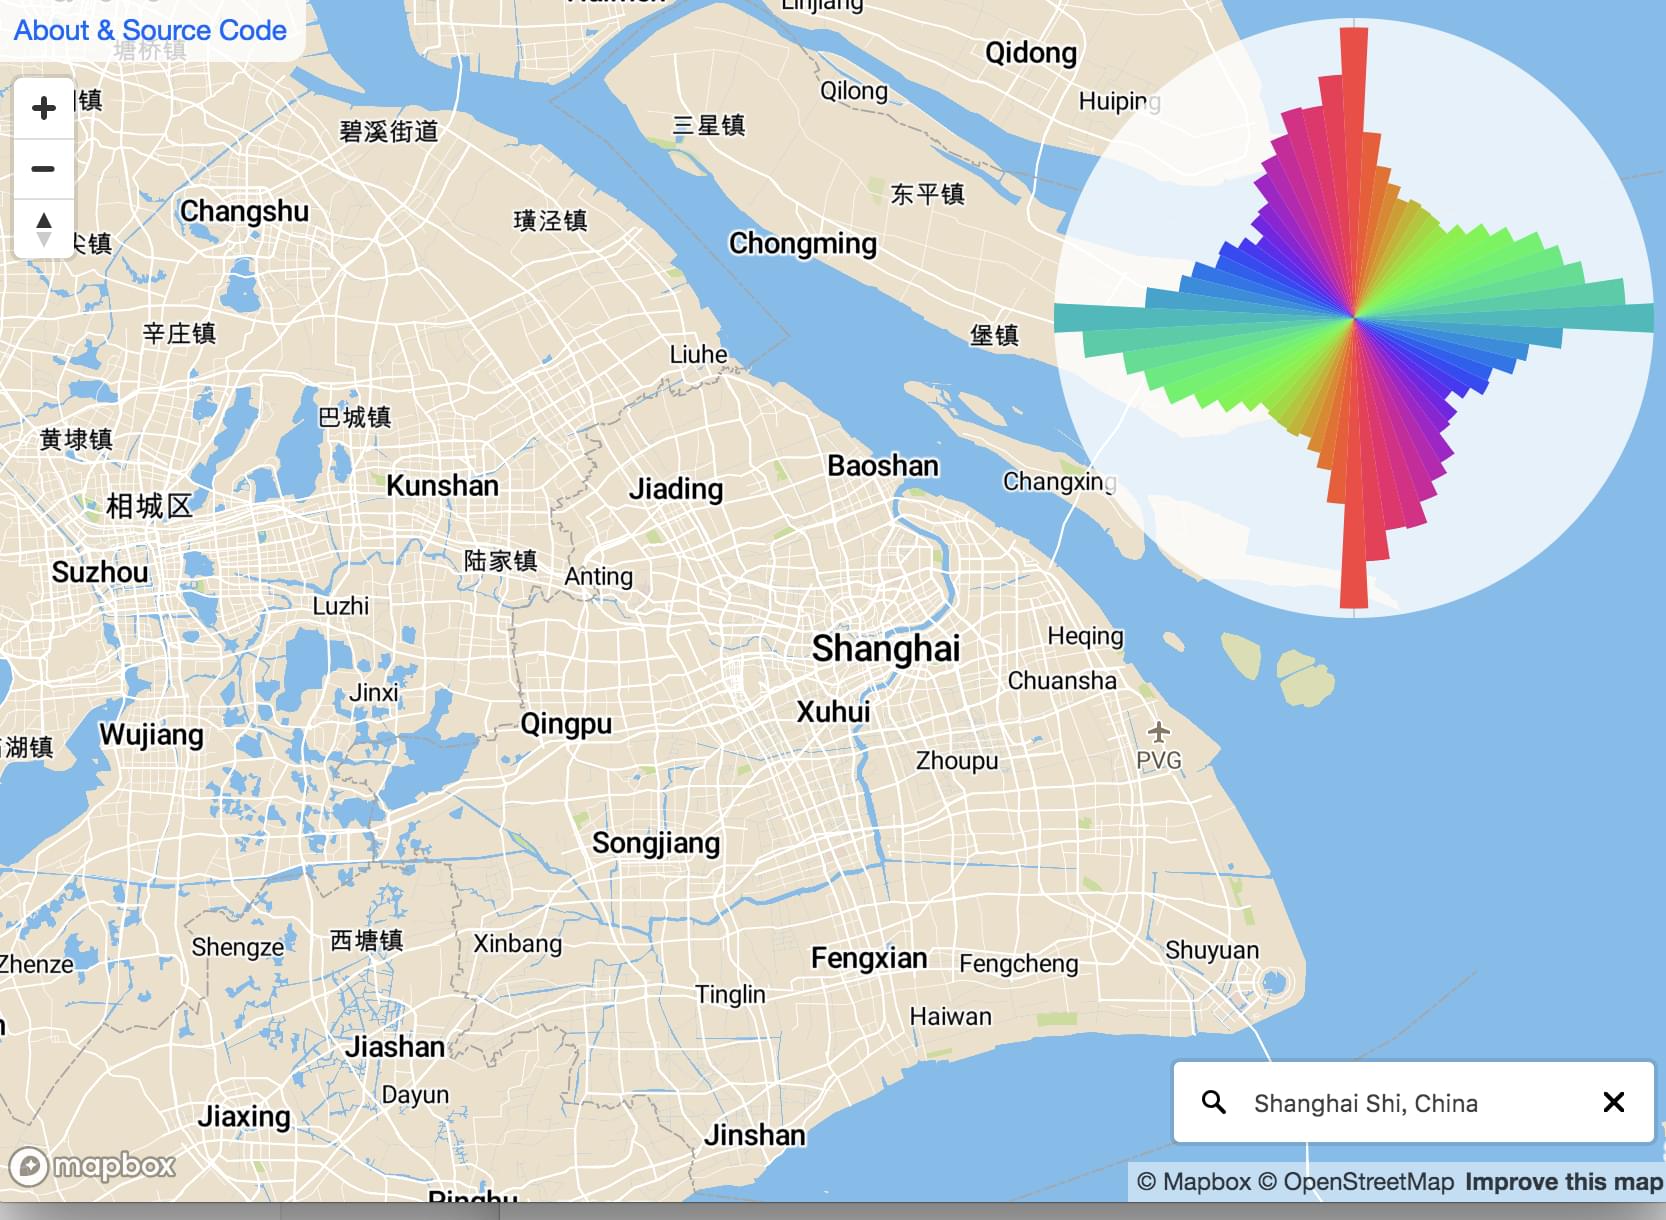 About & Source Code
Linjiang
塘桥镇
Qidong
Qilong
Huiping
碧溪街道
三星镇
东平镇
Changshu
璜泾镇
Chongming
辛庄镇
堡镇
Liuhe
巴城镇
黄埭镇
Baoshan
Changxing
Kunshan
Jiading
相城区
陆家镇
Suzhou
Anting
Luzhi
Heqing
Shanghai
Chuansha
Jinxi
Xuhui
Qingpu
Wujiang
湖镇
Zhoupu
PVG
Songjiang
Shengze
西塘镇
Xinbang
Fengxian
Fengcheng
Shuyuan
Zhenze
Tinglin
Haiwan
Jiashan
Dayun
Shanghai Shi, China
Jiaxing
Jinshan
mapbox
© Mapbox © OpenStreetMap Improve this map
Pinghu